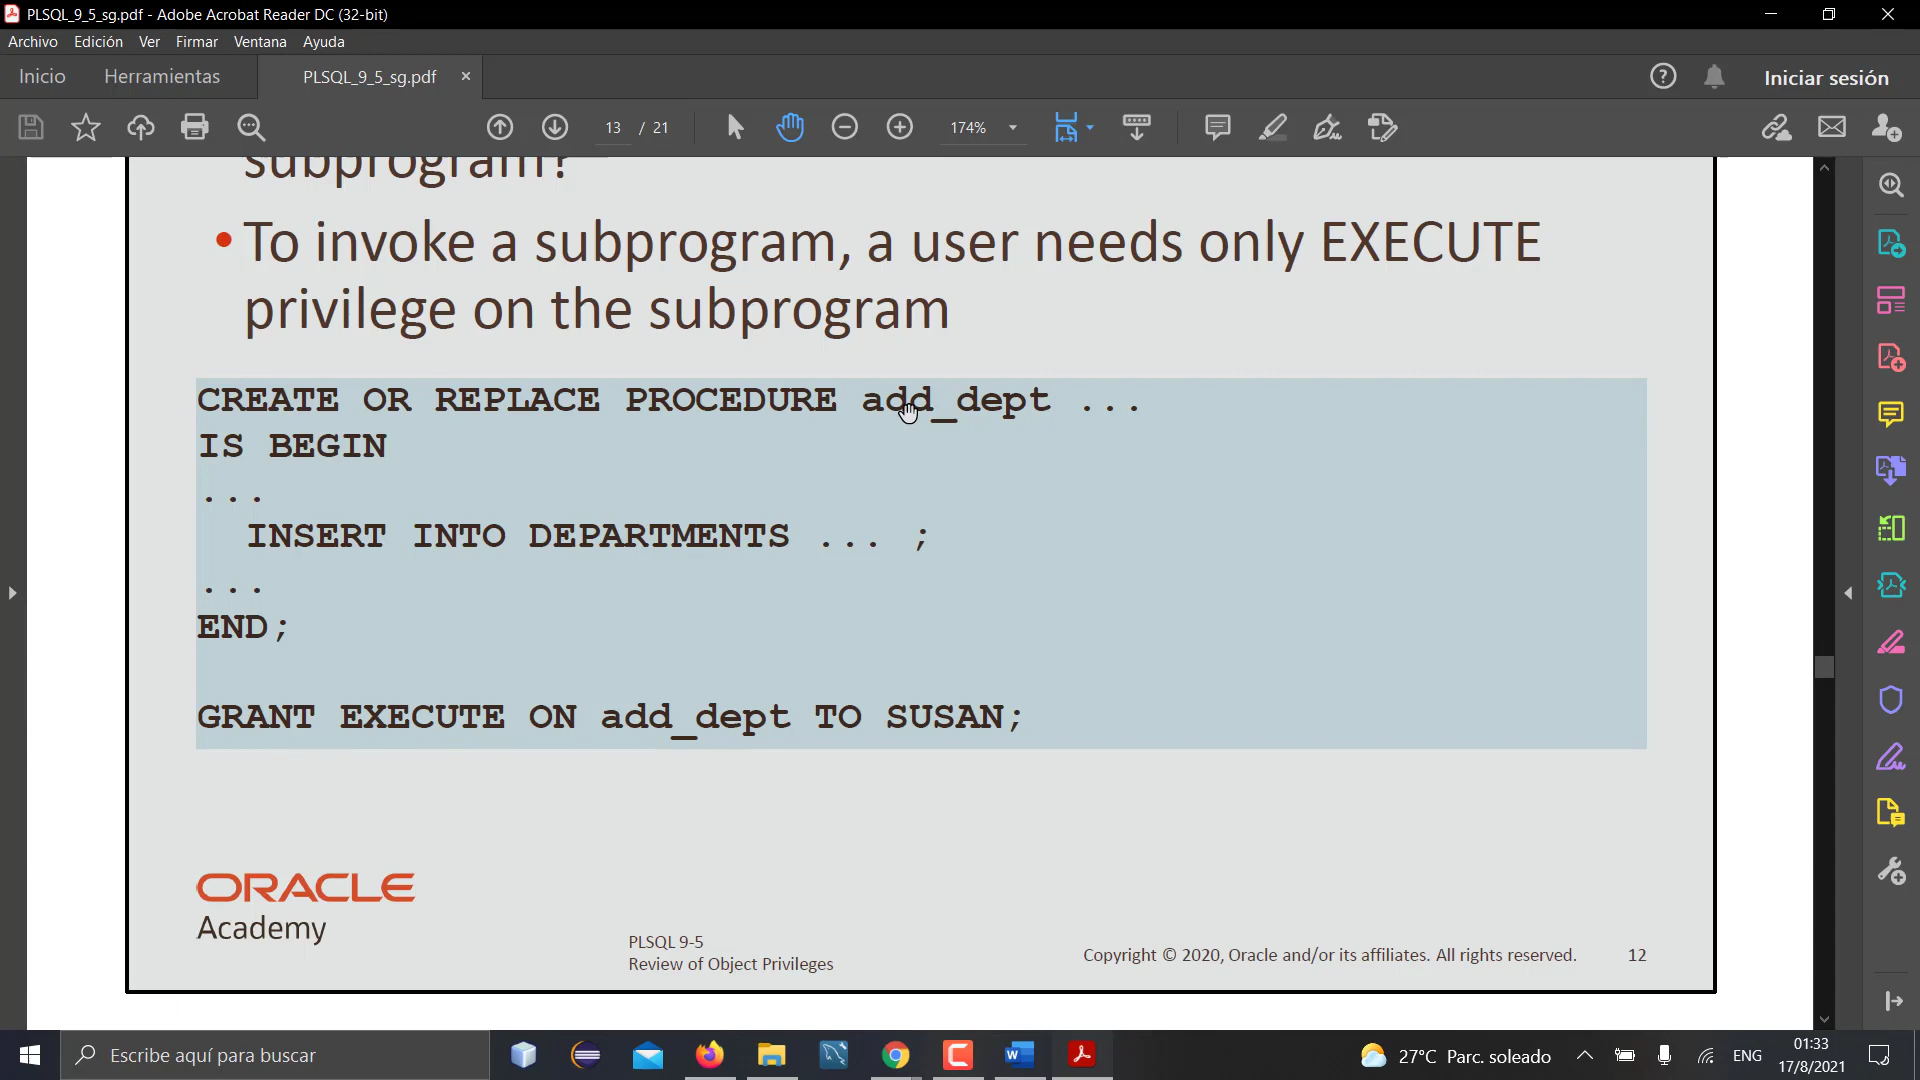 PLSQL_9_5_sg.pdf - Adobe Acrobat Reader DC (32-bit)
Archivo Edición Ver Firmar Ventana Ayuda
Inicio Herramientas PLSQL_9_5_sg.pdf × Iniciar sesión
13 / 21 174%
subprogram?
• To invoke a subprogram, a user needs only EXECUTE
privilege on the subprogram
CREATE OR REPLACE PROCEDURE add_dept ...
IS BEGIN
...
INSERT INTO DEPARTMENTS ... ;
...
END;
GRANT EXECUTE ON add_dept TO SUSAN;
ORACLE
Academy
PLSQL 9-5
Review of Object Privileges
Copyright © 2020, Oracle and/or its affiliates. All rights reserved. 12
Escribe aquí para buscar
27°C Parc. soleado
ENG
01:33
17/8/2021